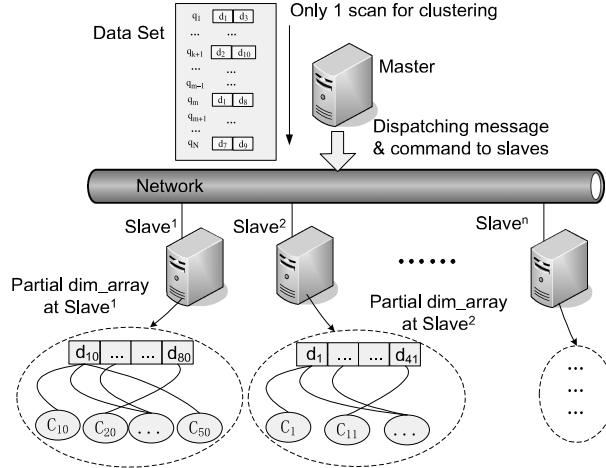 Data Set
q1 d1 d3
... ...
qk+1 d2 d10
... ...
qm-1 ...
qm d1 d8
qm+1 ...
... ...
qN d7 d9
Only 1 scan for clustering
Master
Dispatching message
& command to slaves
Network
Slave1
Slave2
Slaven
......
Partial dim_array
at Slave1
Partial dim_array
at Slave2
d10 ... ... d80
C10 C20 ... C50
d1 ... ... d41
C1 C11 ...
...
...
...